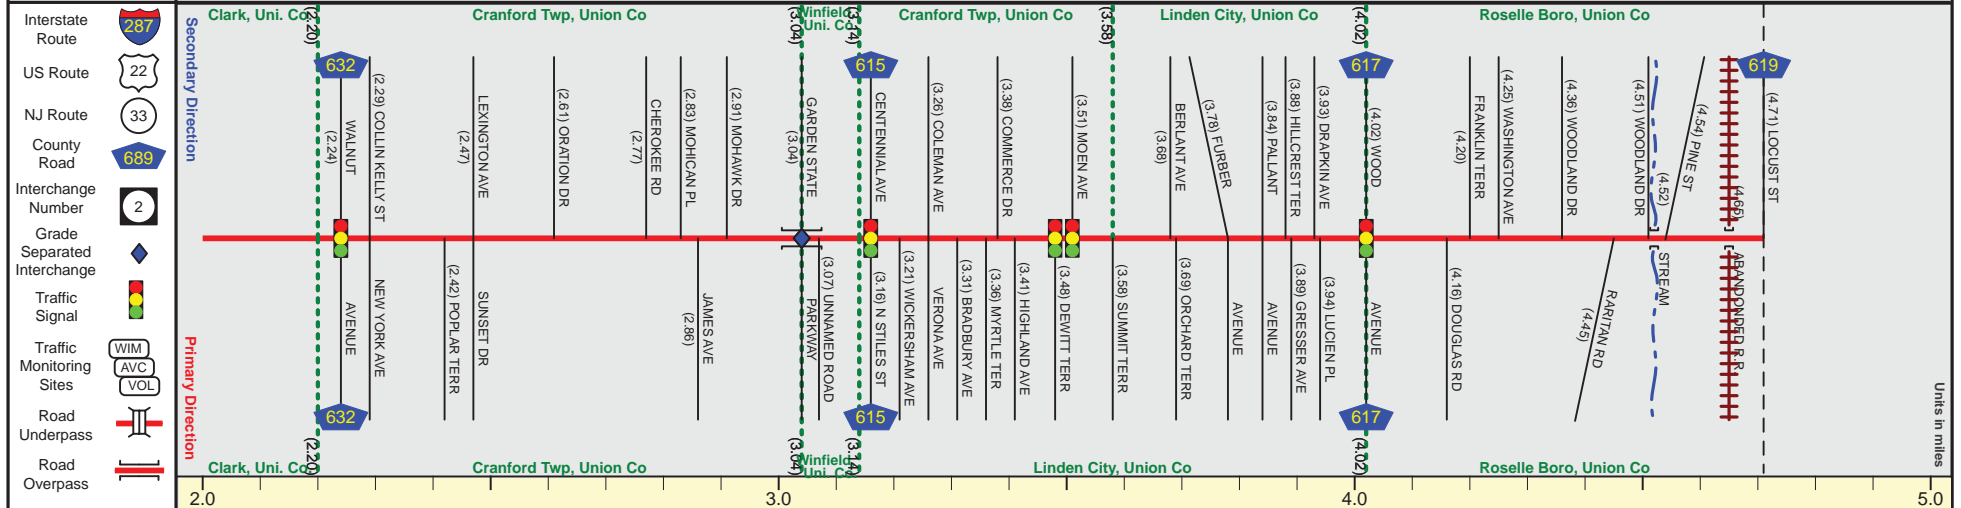 Interstate
Route
287
US Route
22
NJ Route
33
County
Road
689
Interchange
Number
2
Grade
Separated
Interchange
Traffic
Signal
Traffic
Monitoring
Sites
WIM
AVC
VOL
Road
Underpass
Road
Overpass
Secondary Direction
Primary Direction
Clark, Uni. Co
(2.20)
Cranford Twp, Union Co
(3.04)
Winfield,
Uni. Co
(3.14)
Cranford Twp, Union Co
(3.58)
Linden City, Union Co
(4.02)
Roselle Boro, Union Co
632
615
617
619
WALNUT
(2.24)
(2.29) COLLIN KELLY ST
LEXINGTON AVE
(2.47)
(2.61) ORATION DR
CHEROKEE RD
(2.77)
(2.83) MOHICAN PL
(2.91) MOHAWK DR
GARDEN STATE
(3.04)
CENTENNIAL AVE
(3.26) COLEMAN AVE
(3.38) COMMERCE DR
(3.51) MOEN AVE
BERLANT AVE
(3.68)
(3.78) FURBER
(3.84) PALLANT
(3.88) HILLCREST TER
(3.93) DRAPKIN AVE
(4.02) WOOD
FRANKLIN TERR
(4.20)
(4.25) WASHINGTON AVE
(4.36) WOODLAND DR
(4.51) WOODLAND DR
(4.52)
(4.54) PINE ST
(4.65)
(4.71) LOCUST ST
AVENUE
NEW YORK AVE
(2.42) POPLAR TERR
SUNSET DR
JAMES AVE
(2.86)
PARKWAY
(3.07) UNNAMED ROAD
(3.16) N STILES ST
(3.21) WICKERSHAM AVE
VERONA AVE
(3.31) BRADBURY AVE
(3.36) MYRTLE TER
(3.41) HIGHLAND AVE
(3.48) DEWITT TERR
(3.58) SUMMIT TERR
(3.69) ORCHARD TERR
AVENUE
AVENUE
(3.89) GRESSER AVE
(3.94) LUCIEN PL
AVENUE
(4.16) DOUGLAS RD
RARITAN RD
(4.45)
STREAM
ABANDONED R.R.
632
615
617
Units in miles
Clark, Uni. Co
(2.20)
Cranford Twp, Union Co
(3.04)
Winfield,
Uni. Co
(3.14)
Linden City, Union Co
(4.02)
Roselle Boro, Union Co
2.0
3.0
4.0
5.0